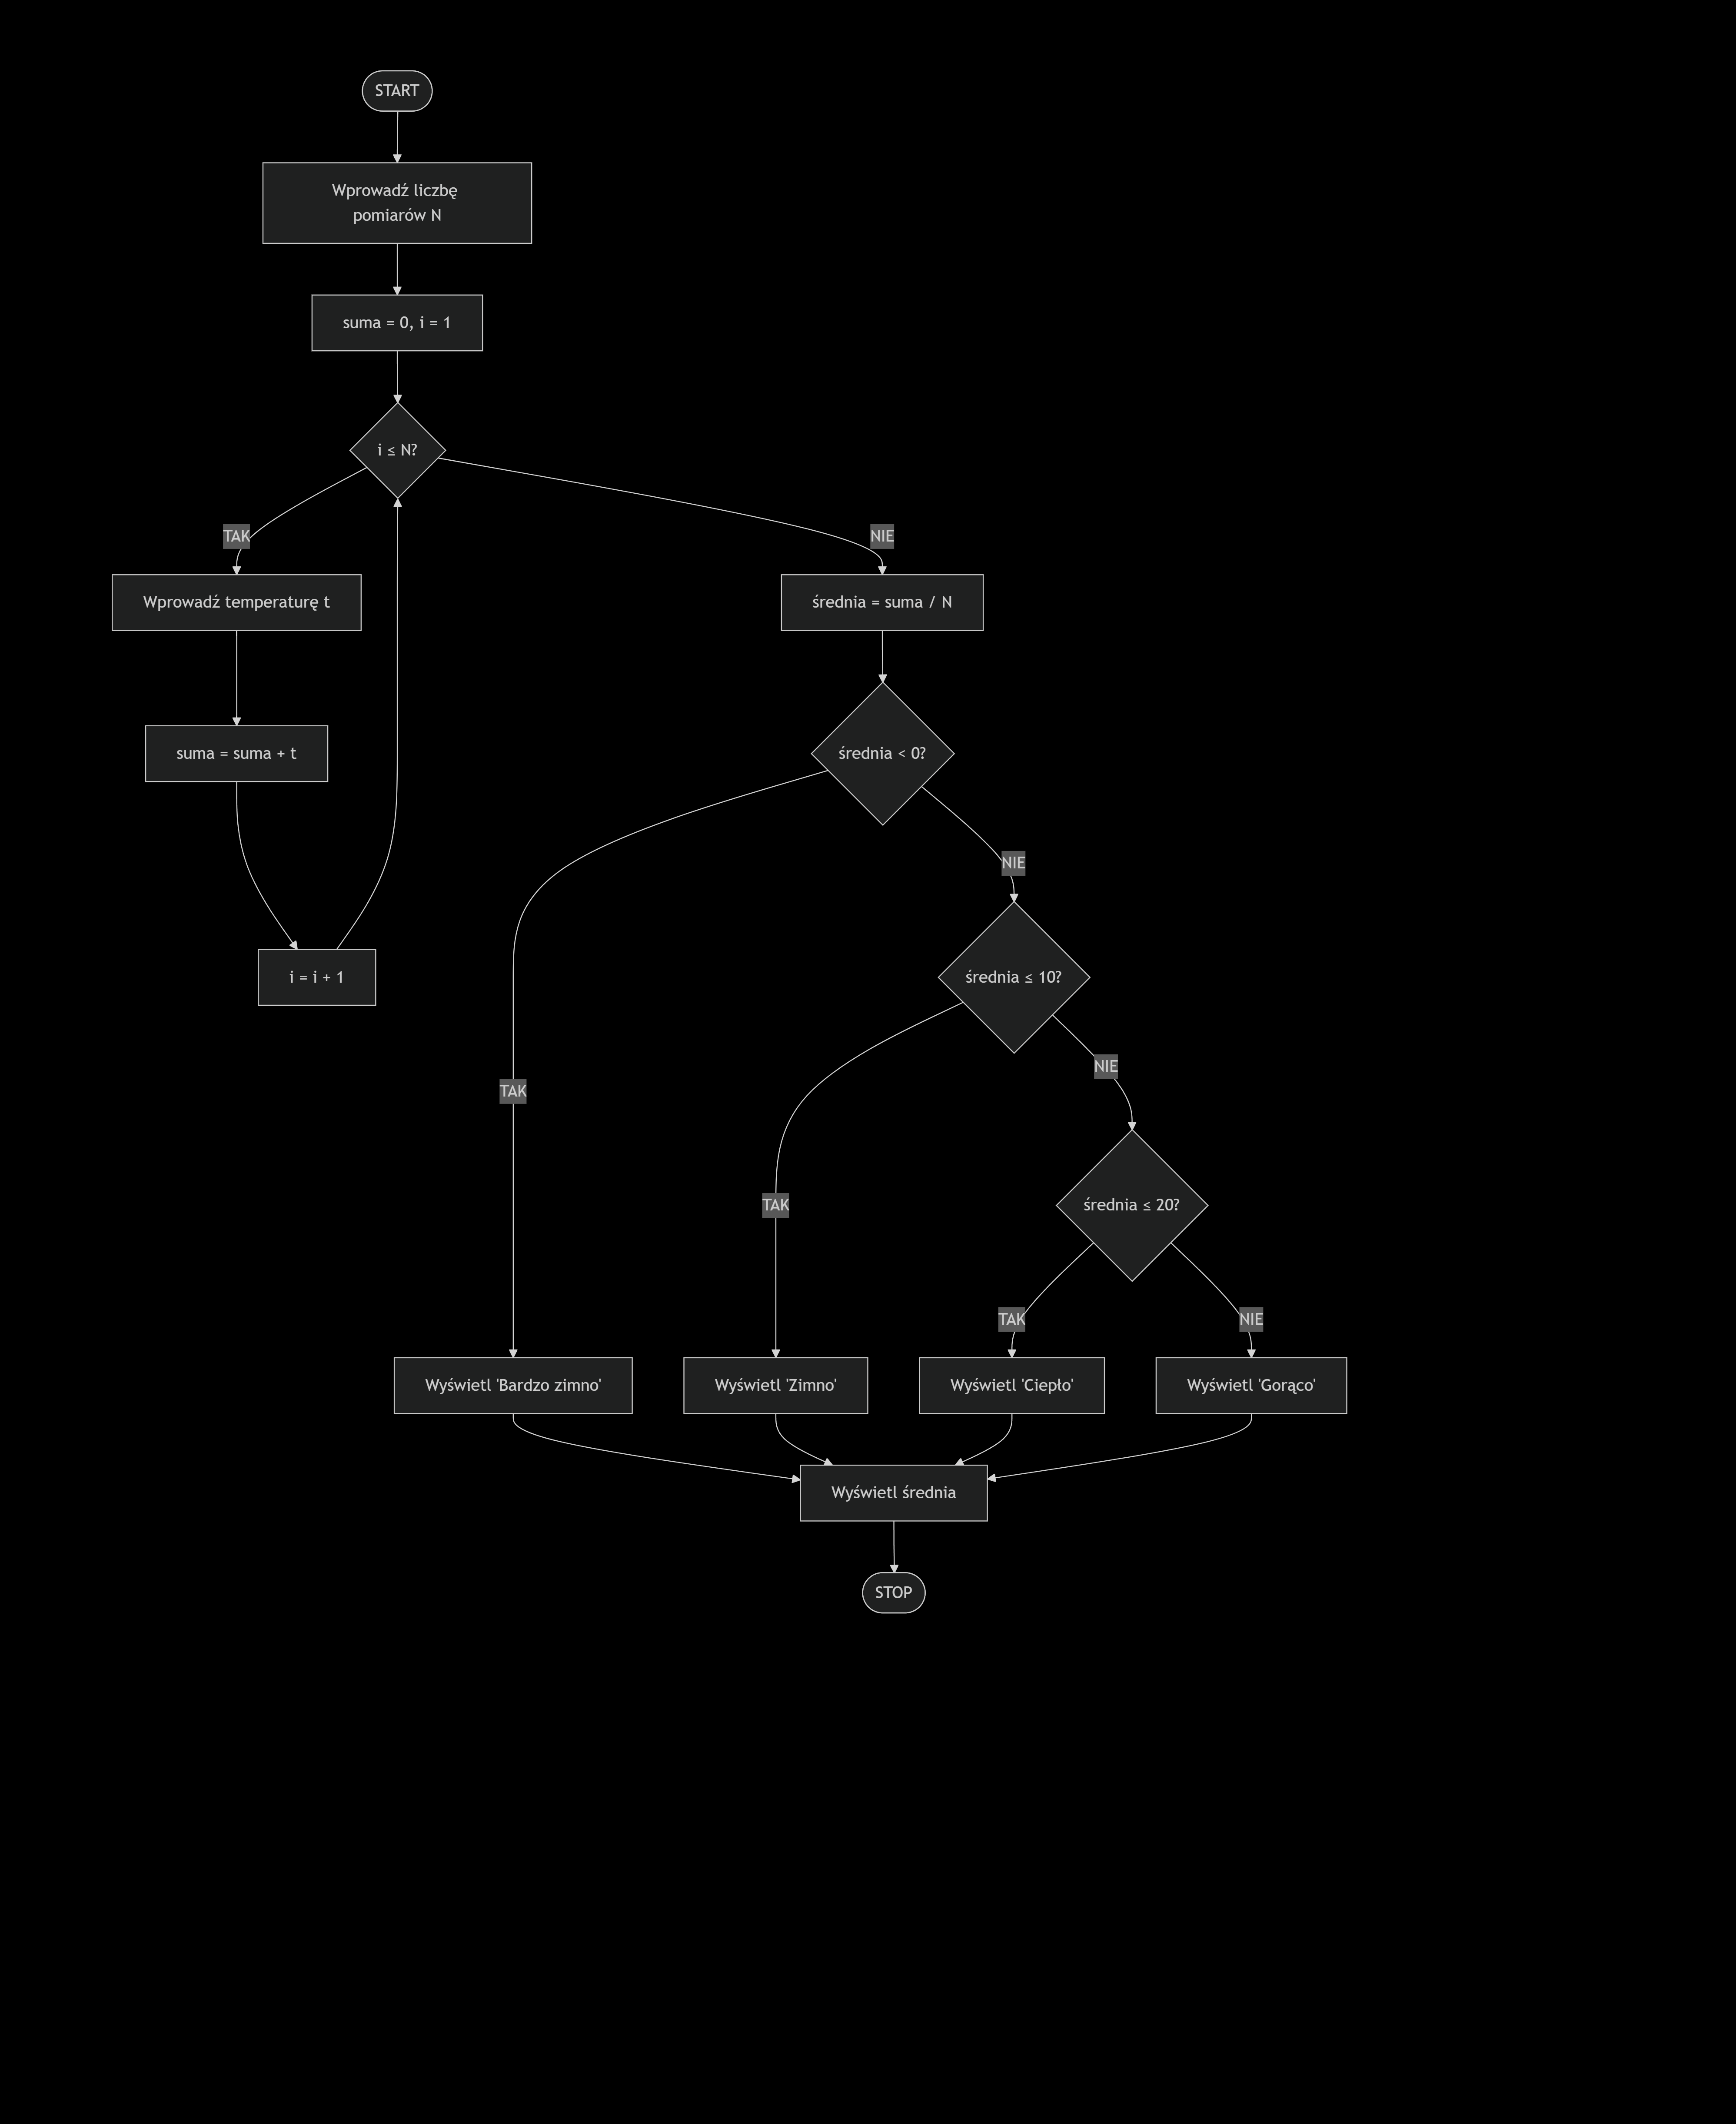 START
Wprowadź liczbę
pomiarów N
suma = 0, i = 1
i ≤ N?
TAK
NIE
Wprowadź temperaturę t
średnia = suma / N
suma = suma + t
średnia < 0?
NIE
i = i + 1
średnia ≤ 10?
NIE
TAK
TAK
średnia ≤ 20?
TAK
NIE
Wyświetl 'Bardzo zimno'
Wyświetl 'Zimno'
Wyświetl 'Ciepło'
Wyświetl 'Gorąco'
Wyświetl średnia
STOP